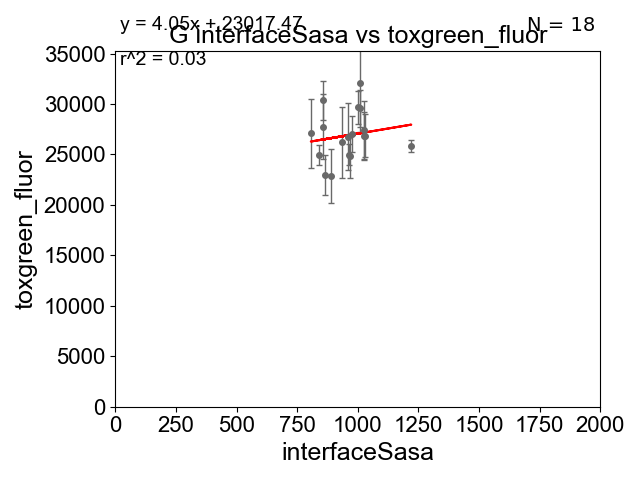 y = 4.05x + 23017.47
N = 18
G InterfaceSasa vs toxgreen_fluor
r^2 = 0.03
35000
30000
25000
20000
15000
10000
5000
0
toxgreen_fluor
0 250 500 750 1000 1250 1500 1750 2000
interfaceSasa